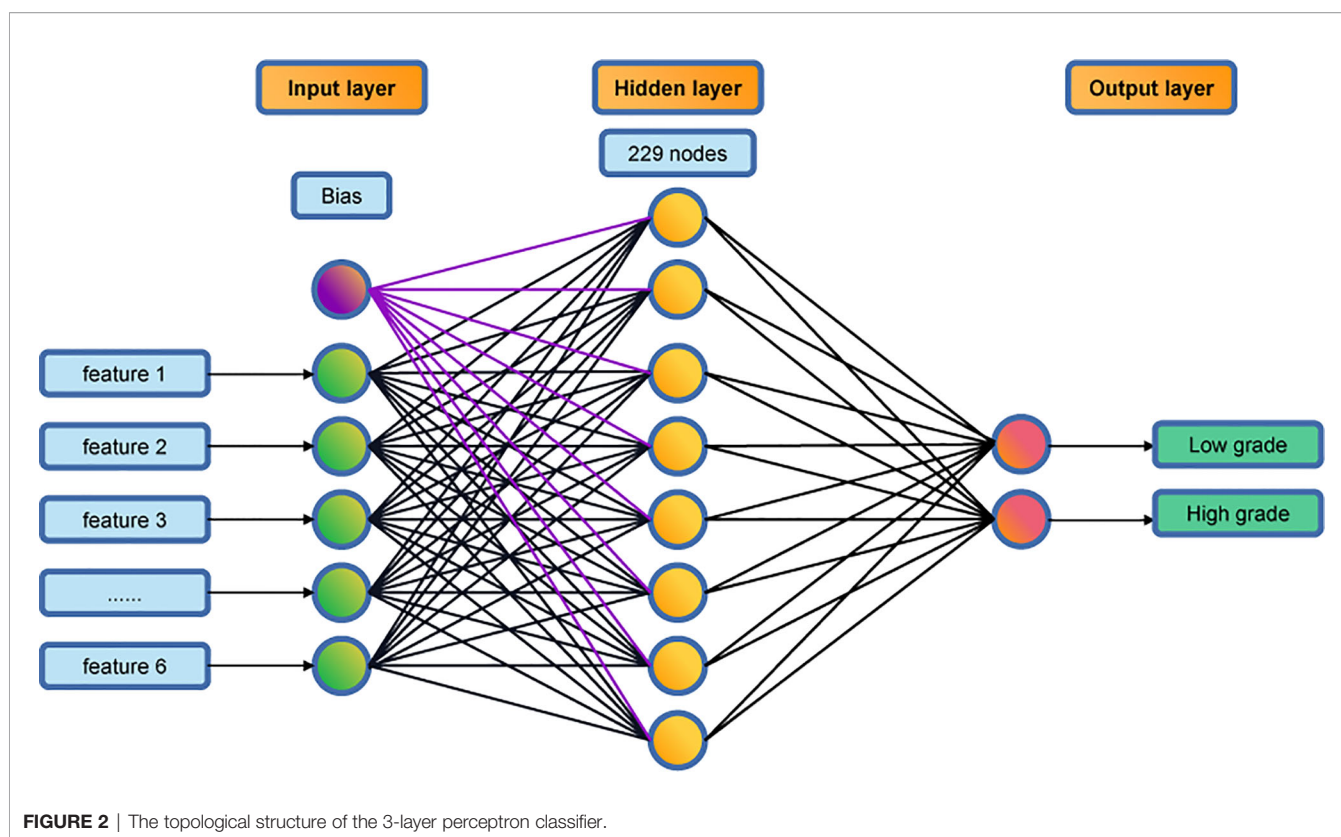 Input layer
Hidden layer
Output layer
229 nodes
Bias
feature 1
feature 2
feature 3
......
feature 6
Low grade
High grade
FIGURE 2 | The topological structure of the 3-layer perceptron classifier.